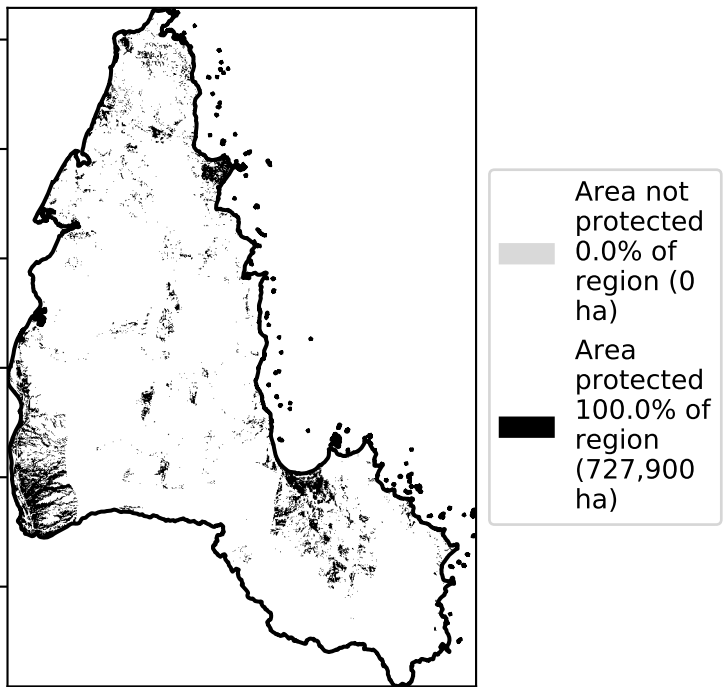 Area not
protected
0.0% of
region (0
ha)
Area
protected
100.0% of
region
(727,900
ha)